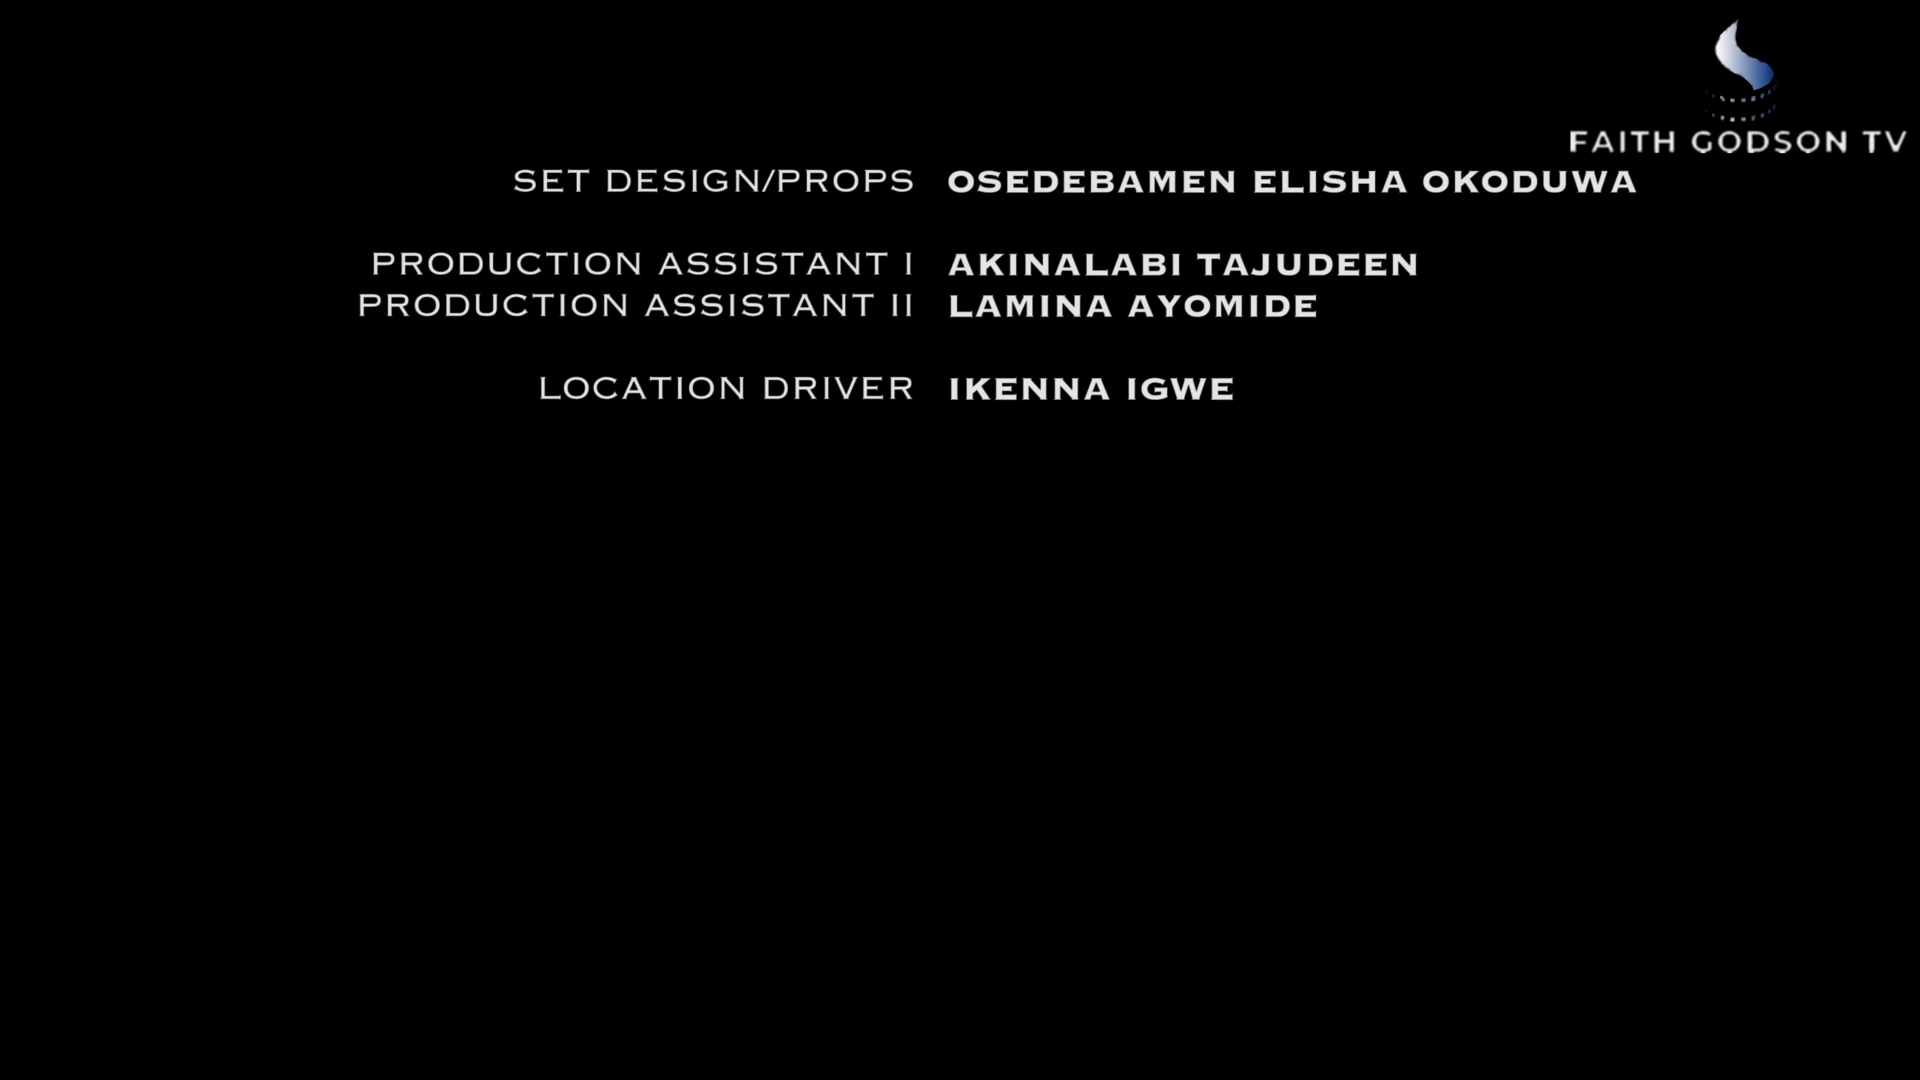 FAITH GODSON TV
SET DESIGN/PROPS OSEDEBAMEN ELISHA OKODUWA
PRODUCTION ASSISTANT I AKINALABI TAJUDEEN
PRODUCTION ASSISTANT II LAMINA AYOMIDE
LOCATION DRIVER IKENNA IGWE